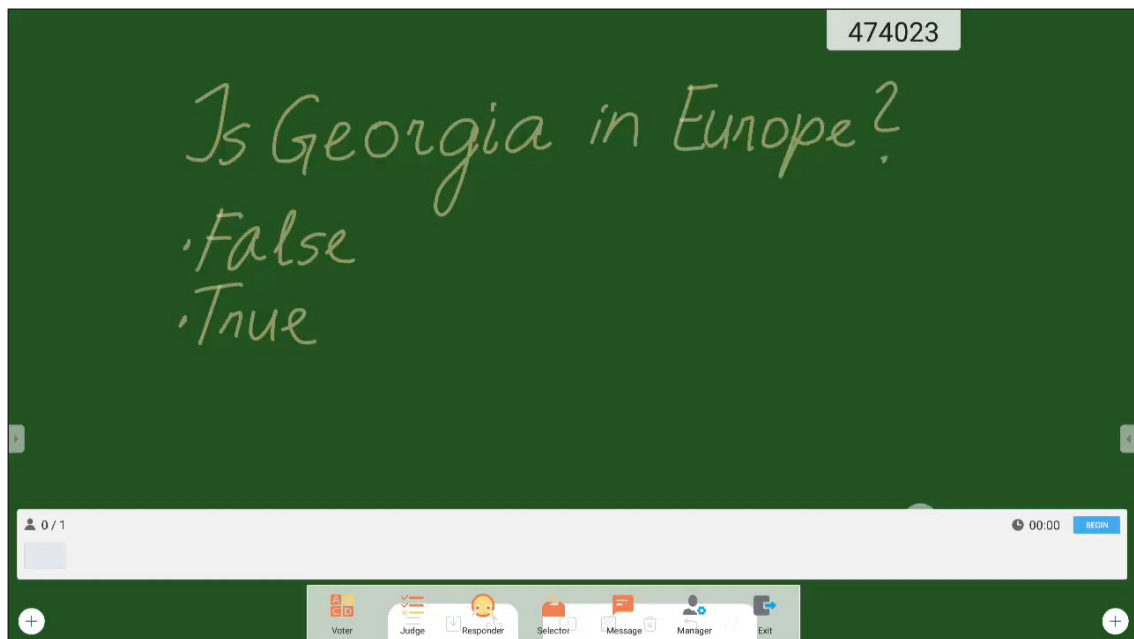 474023
Is Georgia in Europe?
·False
·True
0/1
00:00 BEGIN
A B
C D
Voter Judge Responder Selector Message Manager Exit